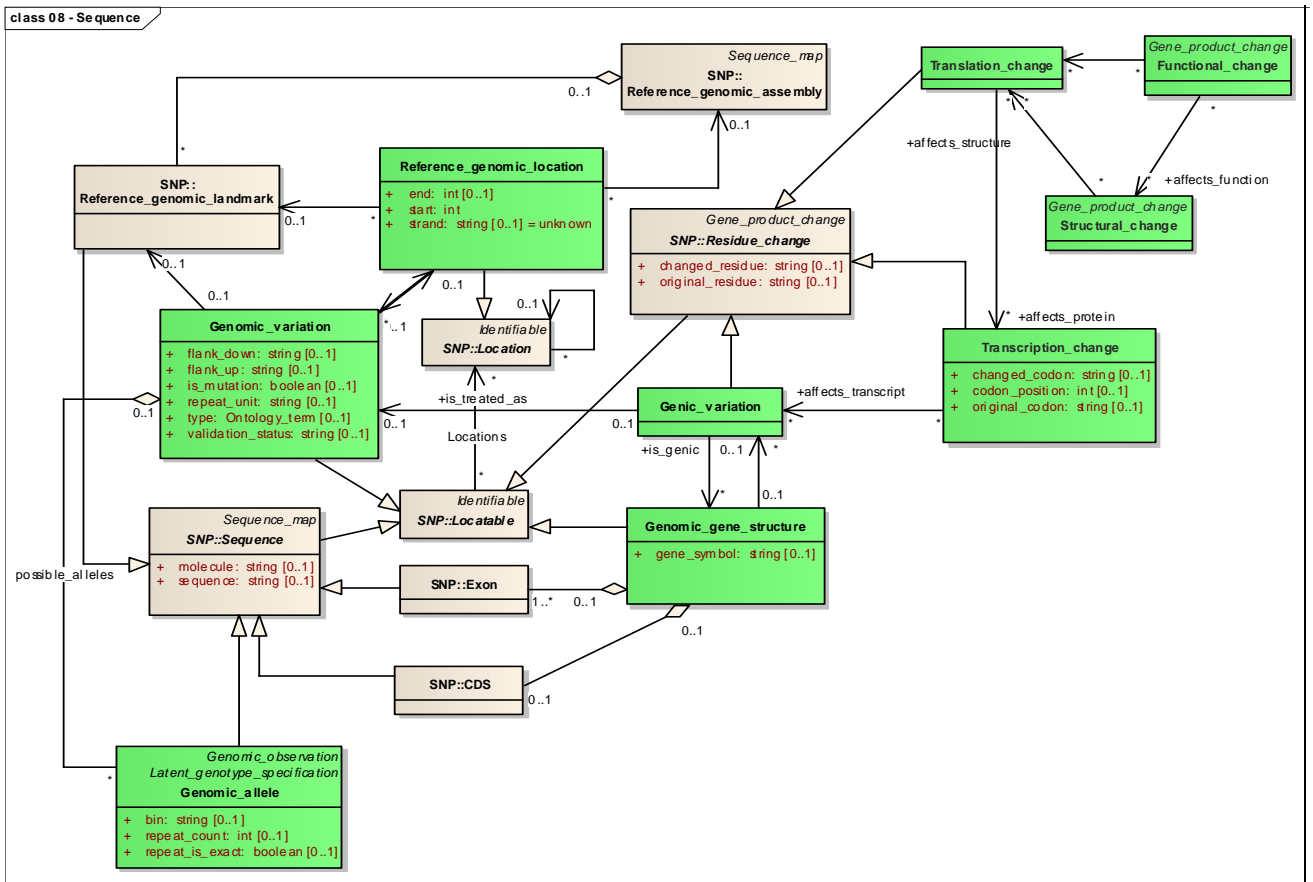 class 08 - Sequence
Sequence_map
SNP::
Reference_genomic_assembly
0..1
0..1
*
Translation_change
*
*
Gene_product_change
Functional_change
*
*
*
+affects_structure
*
*
+affects_function
Gene_product_change
Structural_change
SNP::
Reference_genomic_landmark
0..1
*
Reference_genomic_location
+ end: int [0..1]
+ start: int
+ strand: string [0..1] = unknown
*
Gene_product_change
SNP::Residue_change
+ changed_residue: string [0..1]
+ original_residue: string [0..1]
0..1
0..1
0..1
*
0..1
0..1
*
Identifiable
SNP::Location
*
Genomic_variation
+ flank_down: string [0..1]
+ flank_up: string [0..1]
+ is_mutation: boolean [0..1]
+ repeat_unit: string [0..1]
+ type: Ontology_term [0..1]
+ validation_status: string [0..1]
0..1
0..1
+is_treated_as
Locations
*
*
+affects_protein
Transcription_change
+ changed_codon: string [0..1]
+ codon_position: int [0..1]
+ original_codon: string [0..1]
*
+affects_transcript
*
Genic_variation
0..1
+is_genic
0..1
*
*
0..1
Identifiable
SNP::Locatable
Genomic_gene_structure
+ gene_symbol: string [0..1]
Sequence_map
SNP::Sequence
+ molecule: string [0..1]
+ sequence: string [0..1]
possible_alleles
SNP::Exon
1..*
0..1
0..1
SNP::CDS
0..1
*
Genomic_observation
Latent_genotype_specification
Genomic_allele
+ bin: string [0..1]
+ repeat_count: int [0..1]
+ repeat_is_exact: boolean [0..1]